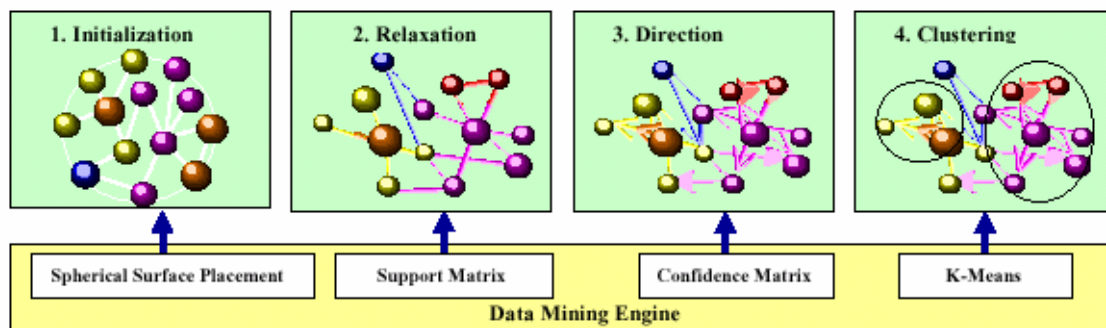 1. Initialization
2. Relaxation
3. Direction
4. Clustering
Spherical Surface Placement
Support Matrix
Confidence Matrix
K-Means
Data Mining Engine